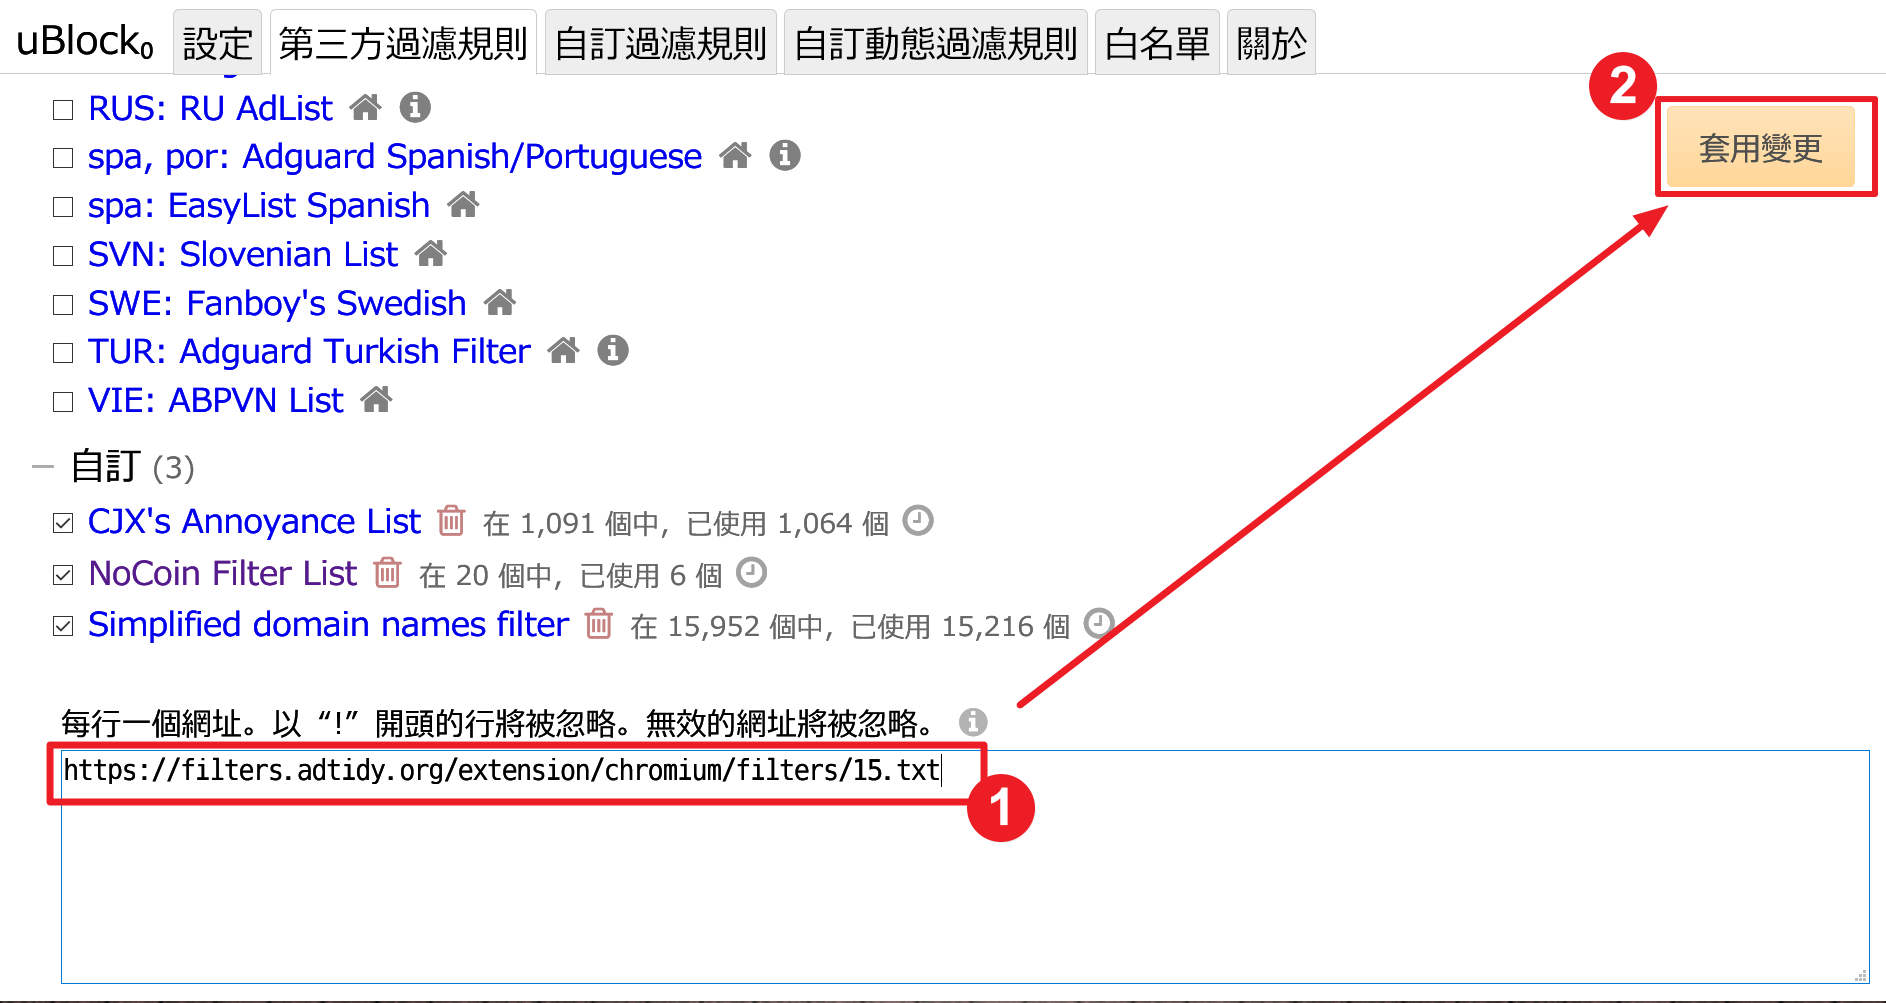 uBlock₀ 設定 第三方過濾規則 自訂過濾規則 自訂動態過濾規則 白名單 關於
RUS: RU AdList
spa, por: Adguard Spanish/Portuguese
spa: EasyList Spanish
SVN: Slovenian List
SWE: Fanboy's Swedish
TUR: Adguard Turkish Filter
VIE: ABPVN List
自訂 (3)
CJX's Annoyance List 在 1,091 個中，已使用 1,064 個
NoCoin Filter List 在 20 個中，已使用 6 個
Simplified domain names filter 在 15,952 個中，已使用 15,216 個
每行一個網址。以 “!” 開頭的行將被忽略。無效的網址將被忽略。
https://filters.adtidy.org/extension/chromium/filters/15.txt
1
2
套用變更